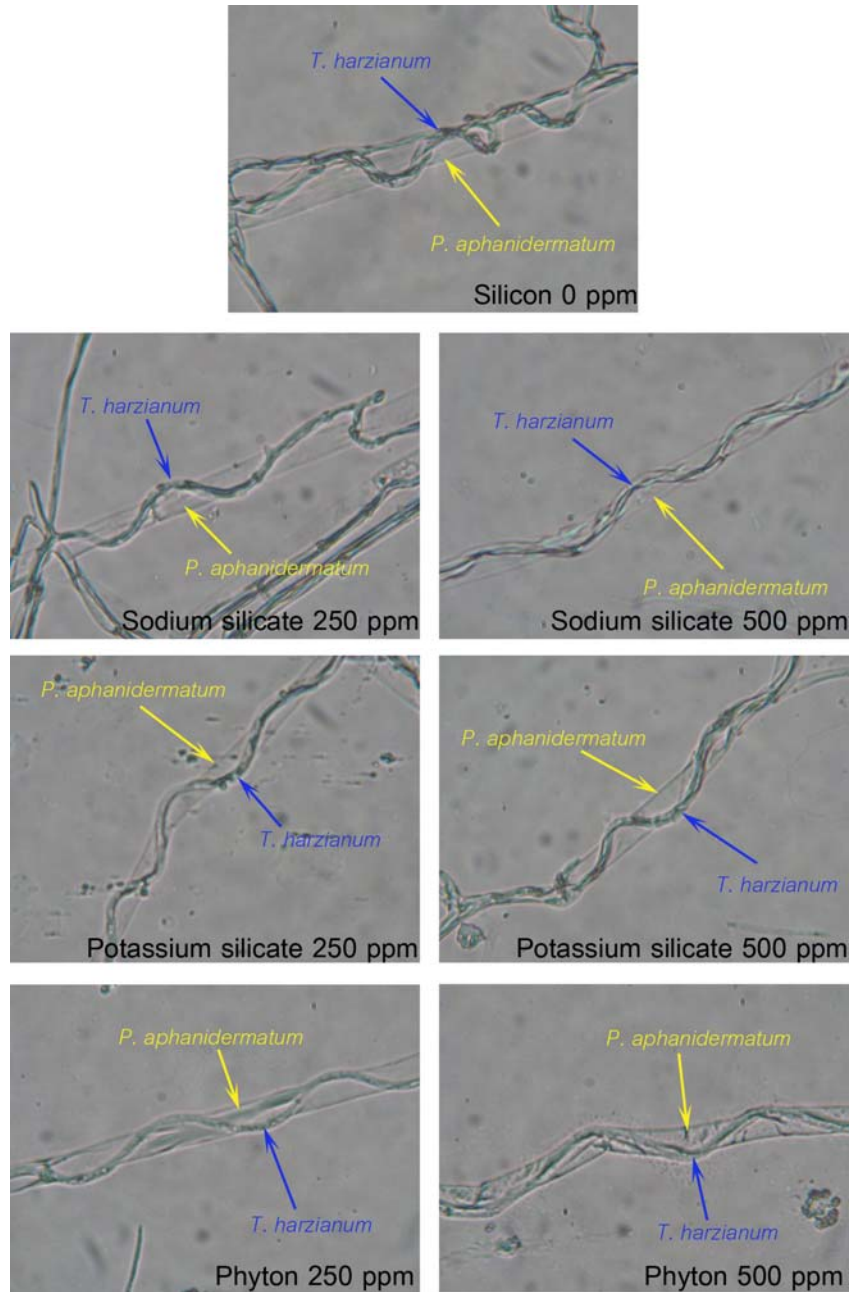 T. harzianum
P. aphanidermatum
Silicon 0 ppm
T. harzianum
P. aphanidermatum
Sodium silicate 250 ppm
T. harzianum
P. aphanidermatum
Sodium silicate 500 ppm
P. aphanidermatum
T. harzianum
Potassium silicate 250 ppm
P. aphanidermatum
T. harzianum
Potassium silicate 500 ppm
P. aphanidermatum
T. harzianum
Phyton 250 ppm
P. aphanidermatum
T. harzianum
Phyton 500 ppm